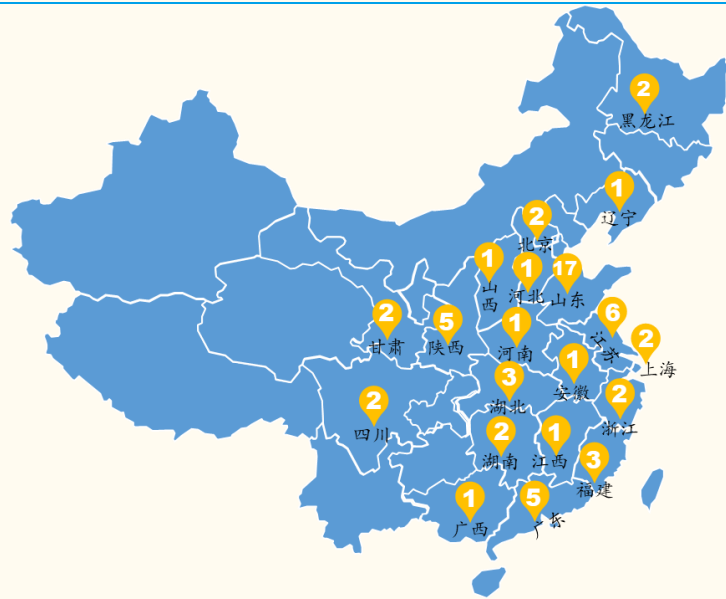 2
黑龙江
1
辽宁
2
北京
1
山西
1
河北
17
山东
6
江苏
2
甘肃
5
陕西
1
河南
2
上海
3
湖北
1
安徽
2
浙江
2
四川
2
湖南
1
江西
3
福建
1
广西
5
广东